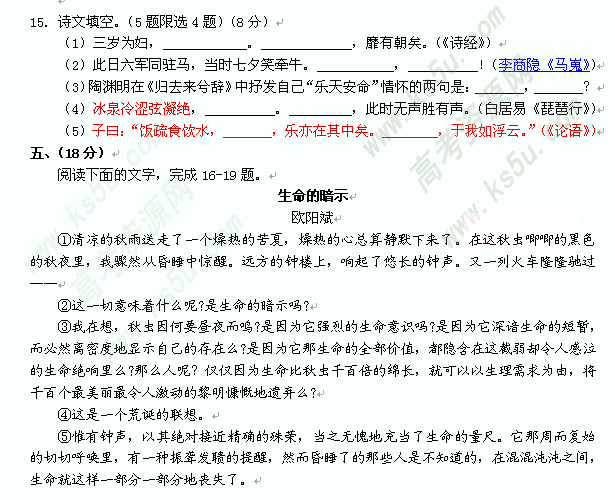 15. 诗文填空。(5题限选4题)(8分)
(1)三岁为妇，____________。____________，靡有朝矣。(《诗经》)
(2)此日六军同驻马，当时七夕笑牵牛。__________，__________!(李商隐《马嵬》)
(3)陶渊明在《归去来兮辞》中抒发自己“乐天安命”情怀的两句是：______，______？
(4)冰泉冷涩弦凝绝，__________。__________，此时无声胜有声。(白居易《琵琶行》)
(5)子曰：“饭疏食饮水，______，乐亦在其中矣。______，于我如浮云。”(《论语》)
五、(18分)
阅读下面的文字，完成16-19题。
生命的暗示
欧阳斌
①清凉的秋雨送走了一个燥热的苦夏，燥热的心总算静默下来了。在这秋虫唧唧的黑色
的秋夜里，我骤然从昏睡中惊醒。远方的钟楼上，响起了悠长的钟声。又一列火车隆隆驰过
——
②这一切意味着什么呢?是生命的暗示吗?
③我在想，秋虫因何要昼夜而鸣?是因为它强烈的生命意识吗?是因为它深谙生命的短暂，
而必然离密度地显示自己的存在么?是因为它那生命的全部价值，都隐含在这截弱却令人感泣
的生命绝响里么?那么人呢? 仅仅因为生命比秋虫千百倍的绵长，就可以以生理需求为由，将
千百个最美丽最令人激动的黎明慷慨地遗弃么?
④这是一个荒诞的联想。
⑤惟有钟声，以其绝对接近精确的殊荣，当之无愧地充当了生命的量尺。它那周而复始
的切切呼唤里，有一种振聋发聩的提醒，然而昏睡了的那些人是不知道的，在混混沌沌之间，
生命就这样一部分一部分地丧失了。
www.ks5u.com
高考资源网